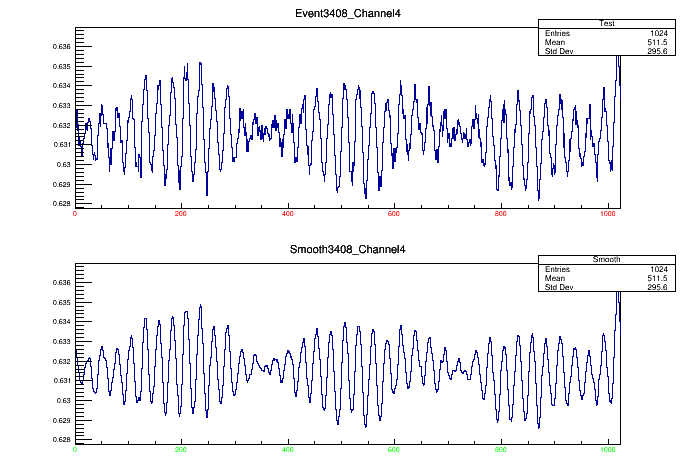 Event3408_Channel4
Test
Entries 1024
Mean 511.5
Std Dev 295.6
0.636
0.635
0.634
0.633
0.632
0.631
0.63
0.629
0.628
0 200 400 600 800 1000
Smooth3408_Channel4
Smooth
Entries 1024
Mean 511.5
Std Dev 295.6
0.636
0.635
0.634
0.633
0.632
0.631
0.63
0.629
0.628
0 200 400 600 800 1000